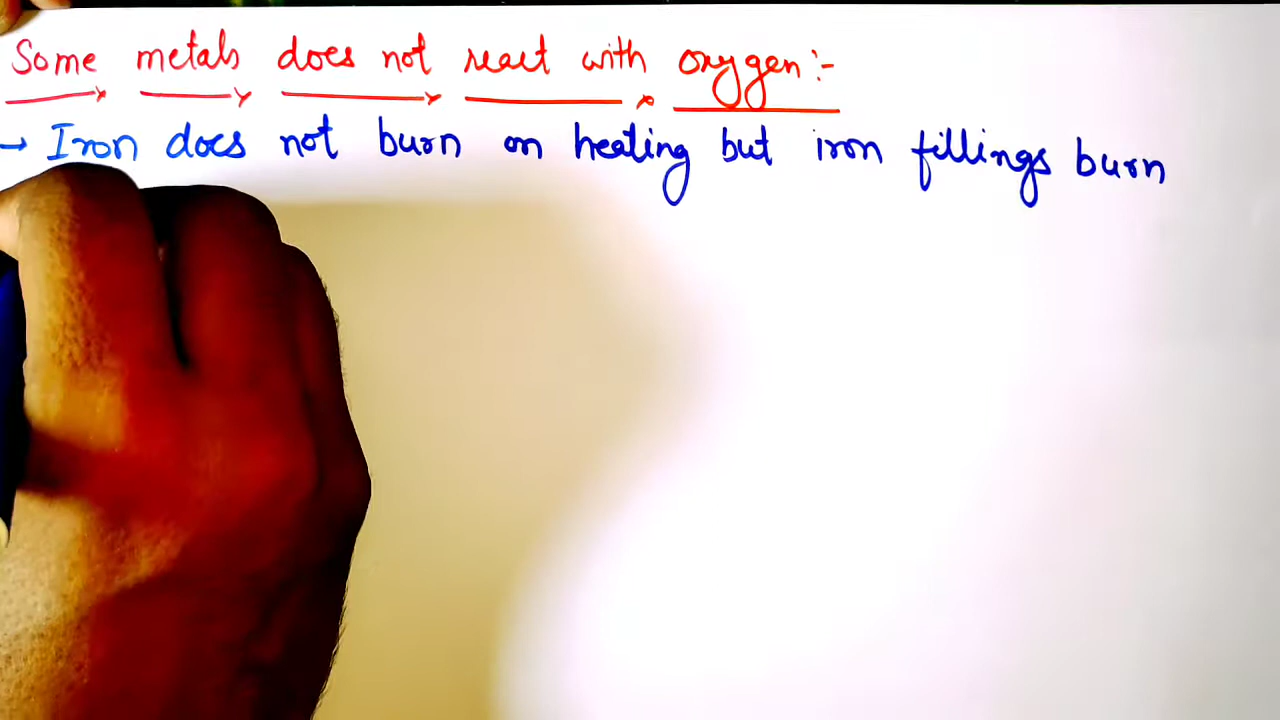 Some metals does not react with oxygen:-
→ Iron does not burn on heating but iron fillings burn